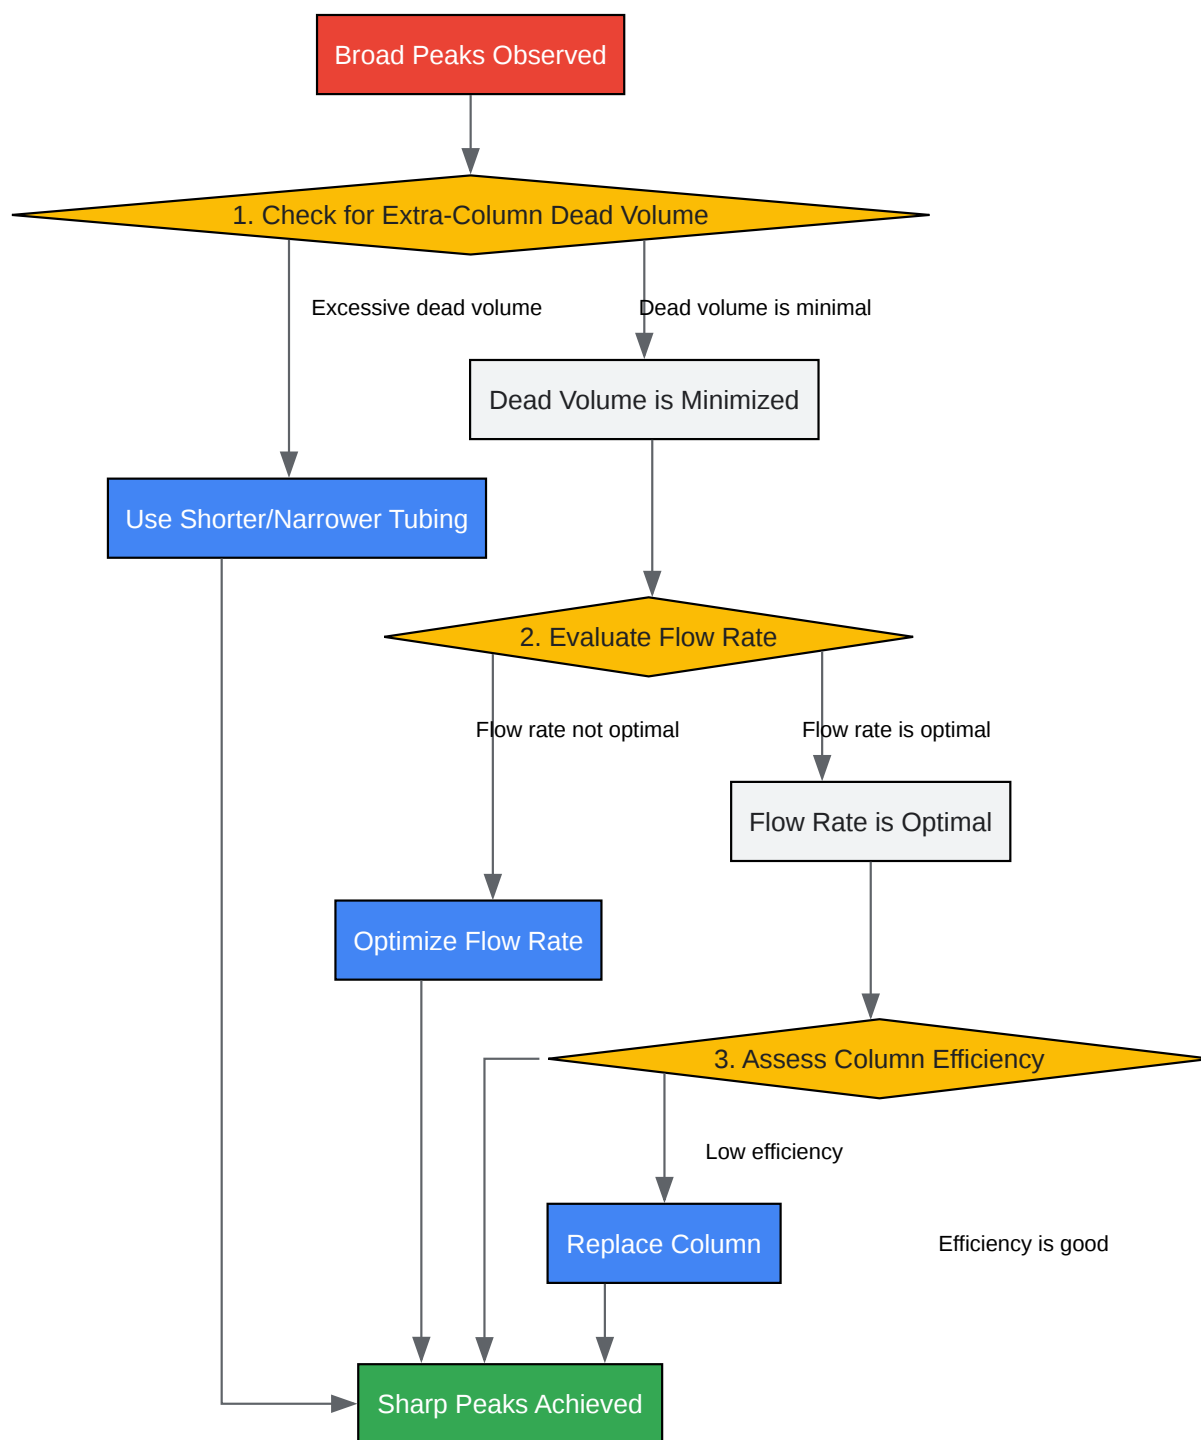 Broad Peaks Observed
1. Check for Extra-Column Dead Volume
Excessive dead volume
Dead volume is minimal
Dead Volume is Minimized
Use Shorter/Narrower Tubing
2. Evaluate Flow Rate
Flow rate not optimal
Flow rate is optimal
Flow Rate is Optimal
Optimize Flow Rate
3. Assess Column Efficiency
Low efficiency
Replace Column
Efficiency is good
Sharp Peaks Achieved